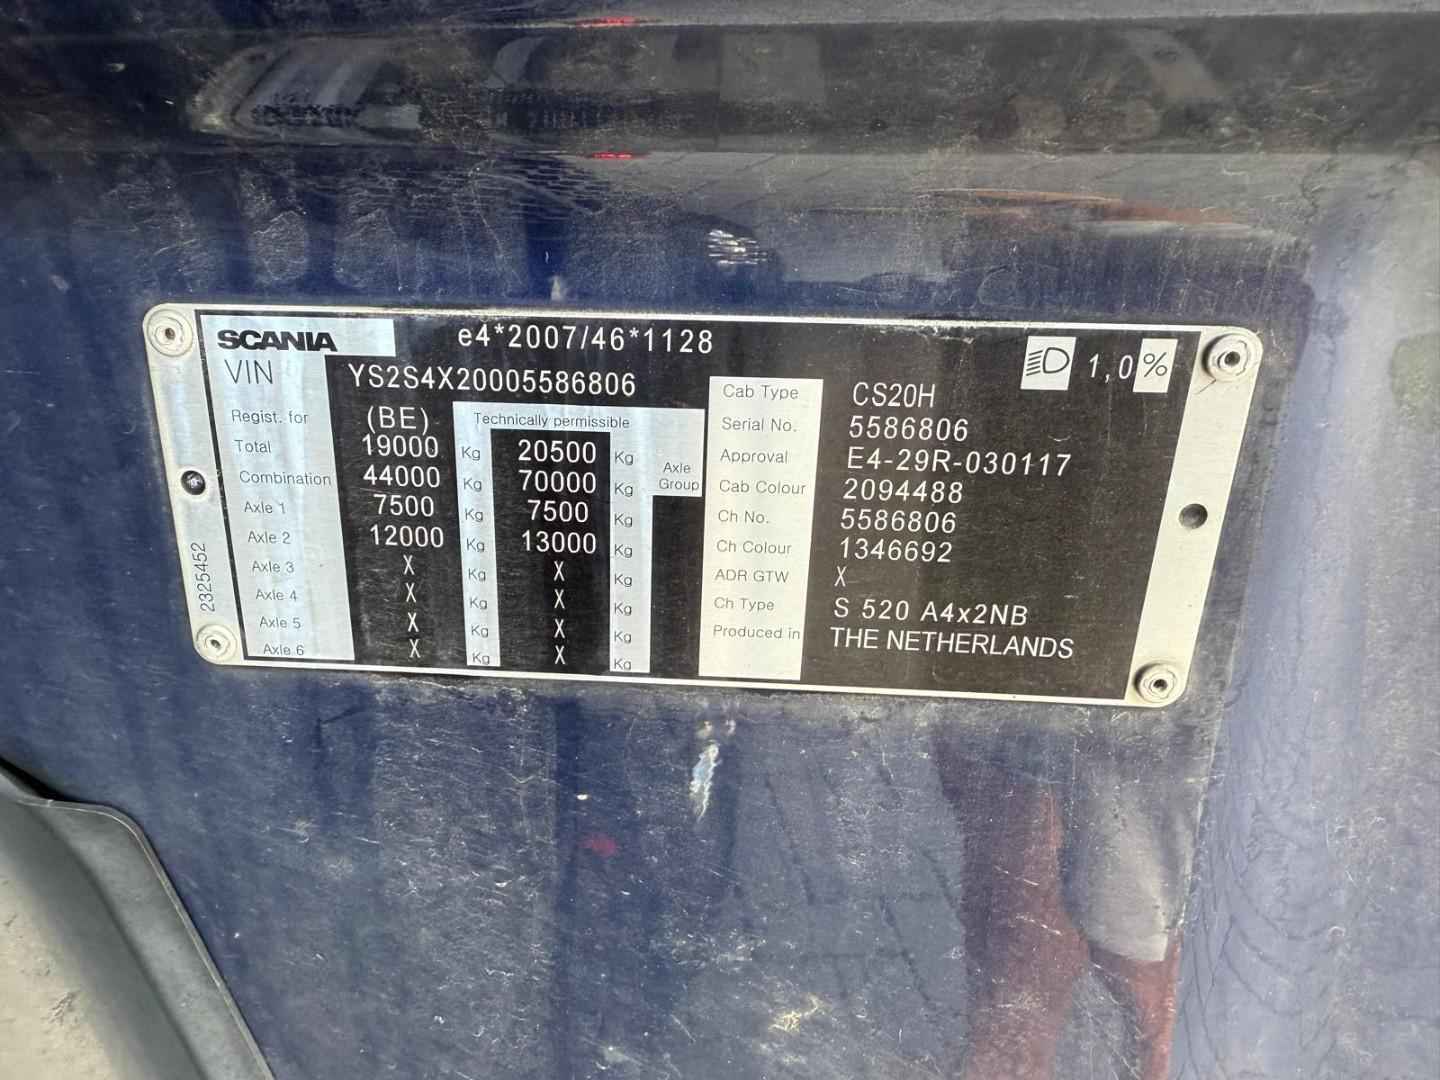 SCANIA e4*2007/46*1128
VIN YS2S4X20005586806
1,0%
Regist. for (BE) Technically permissible
Total 19000 Kg 20500 Kg Axle Group
Combination 44000 Kg 70000 Kg
Axle 1 7500 Kg 7500 Kg
Axle 2 12000 Kg 13000 Kg
Axle 3 X Kg X Kg
Axle 4 X Kg X Kg
Axle 5 X Kg X Kg
Axle 6 X Kg X Kg
Cab Type CS20H
Serial No. 5586806
Approval E4-29R-030117
Cab Colour 2094488
Ch No. 5586806
Ch Colour 1346692
ADR GTW X
Ch Type S 520 A4x2NB
Produced in THE NETHERLANDS
2325452